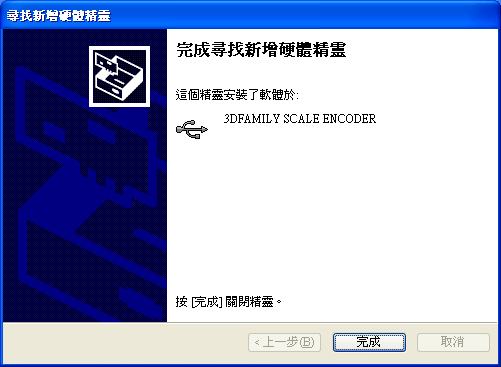 尋找新增硬體精靈
完成尋找新增硬體精靈
這個精靈安裝了軟體於:
3DFAMILY SCALE ENCODER
按 [完成] 關閉精靈。
< 上一步(B)
完成
取消